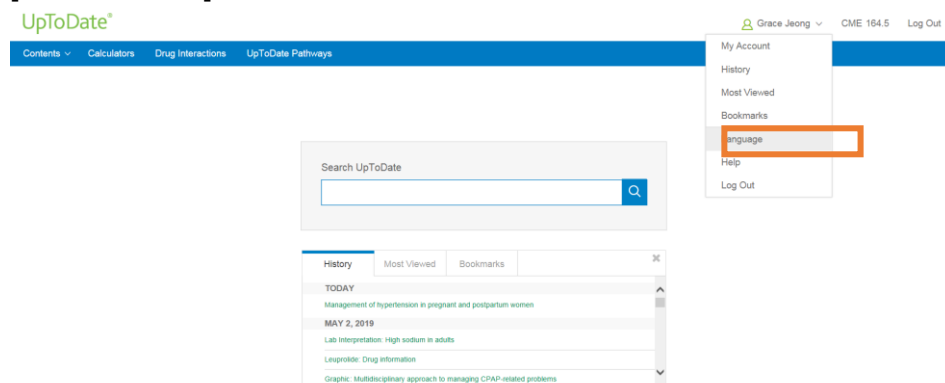 UpToDate®
Grace Jeong CME 164.5 Log Out
Contents Calculators Drug Interactions UpToDate Pathways
My Account
History
Most Viewed
Bookmarks
Language
Help
Log Out
Search UpToDate
History Most Viewed Bookmarks
TODAY
Management of hypertension in pregnant and postpartum women
MAY 2, 2019
Lab Interpretation: High sodium in adults
Leuprolide: Drug information
Graphic: Multidisciplinary approach to managing CPAP-related problems